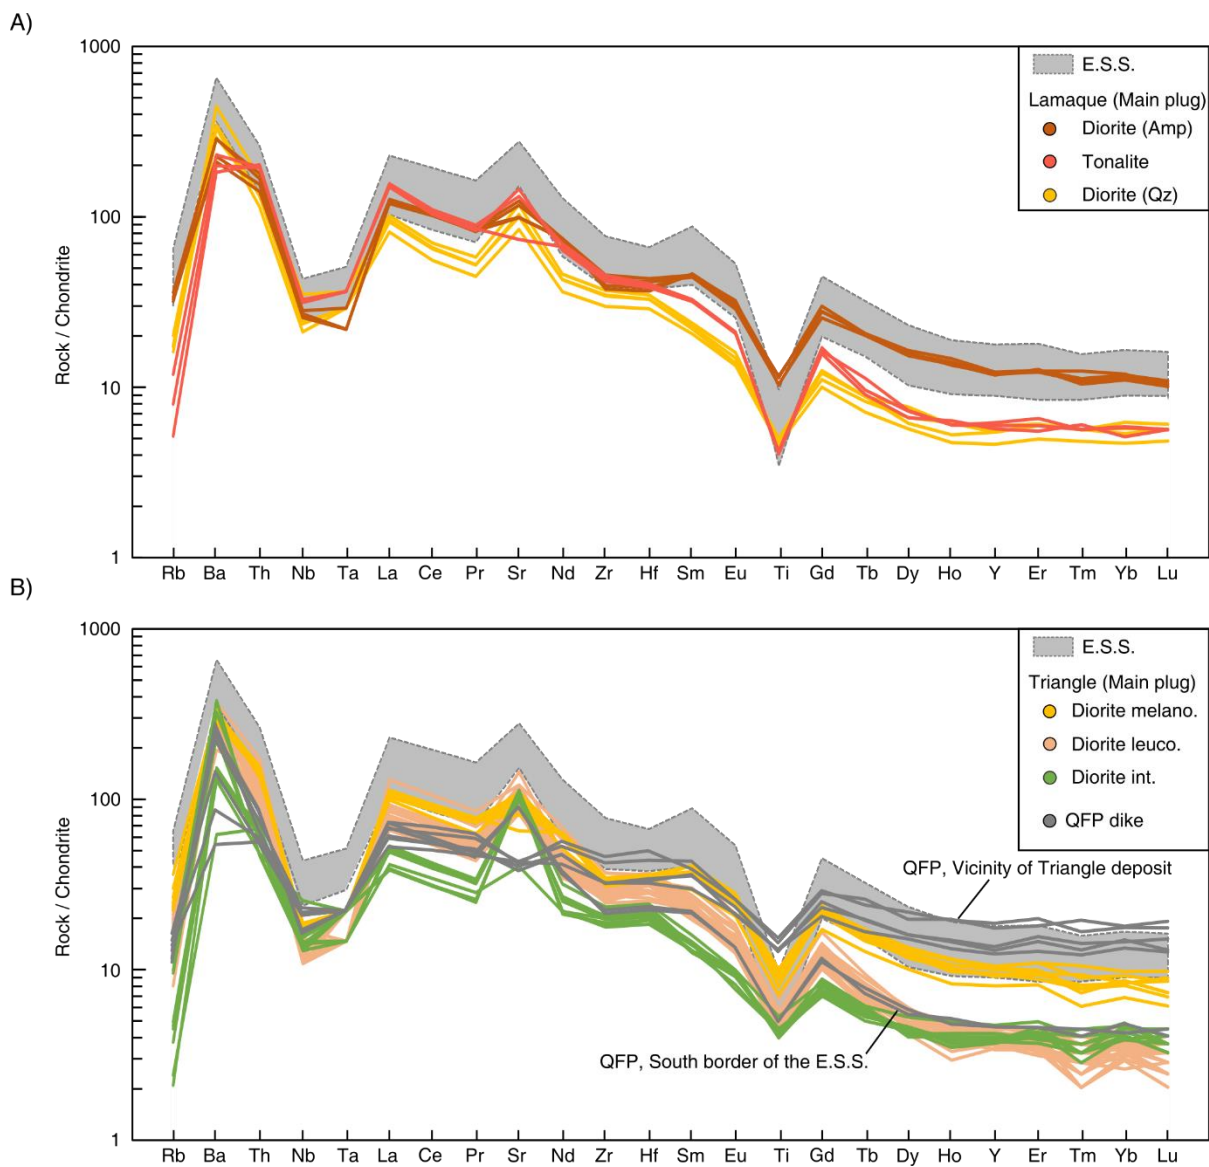 A)
1000
100
10
1
Rock / Chondrite
E.S.S.
Lamaque (Main plug)
Diorite (Amp)
Tonalite
Diorite (Qz)
Rb Ba Th Nb Ta La Ce Pr Sr Nd Zr Hf Sm Eu Ti Gd Tb Dy Ho Y Er Tm Yb Lu
B)
1000
100
10
1
Rock / Chondrite
E.S.S.
Triangle (Main plug)
Diorite melano.
Diorite leuco.
Diorite int.
QFP dike
QFP, Vicinity of Triangle deposit
QFP, South border of the E.S.S.
Rb Ba Th Nb Ta La Ce Pr Sr Nd Zr Hf Sm Eu Ti Gd Tb Dy Ho Y Er Tm Yb Lu